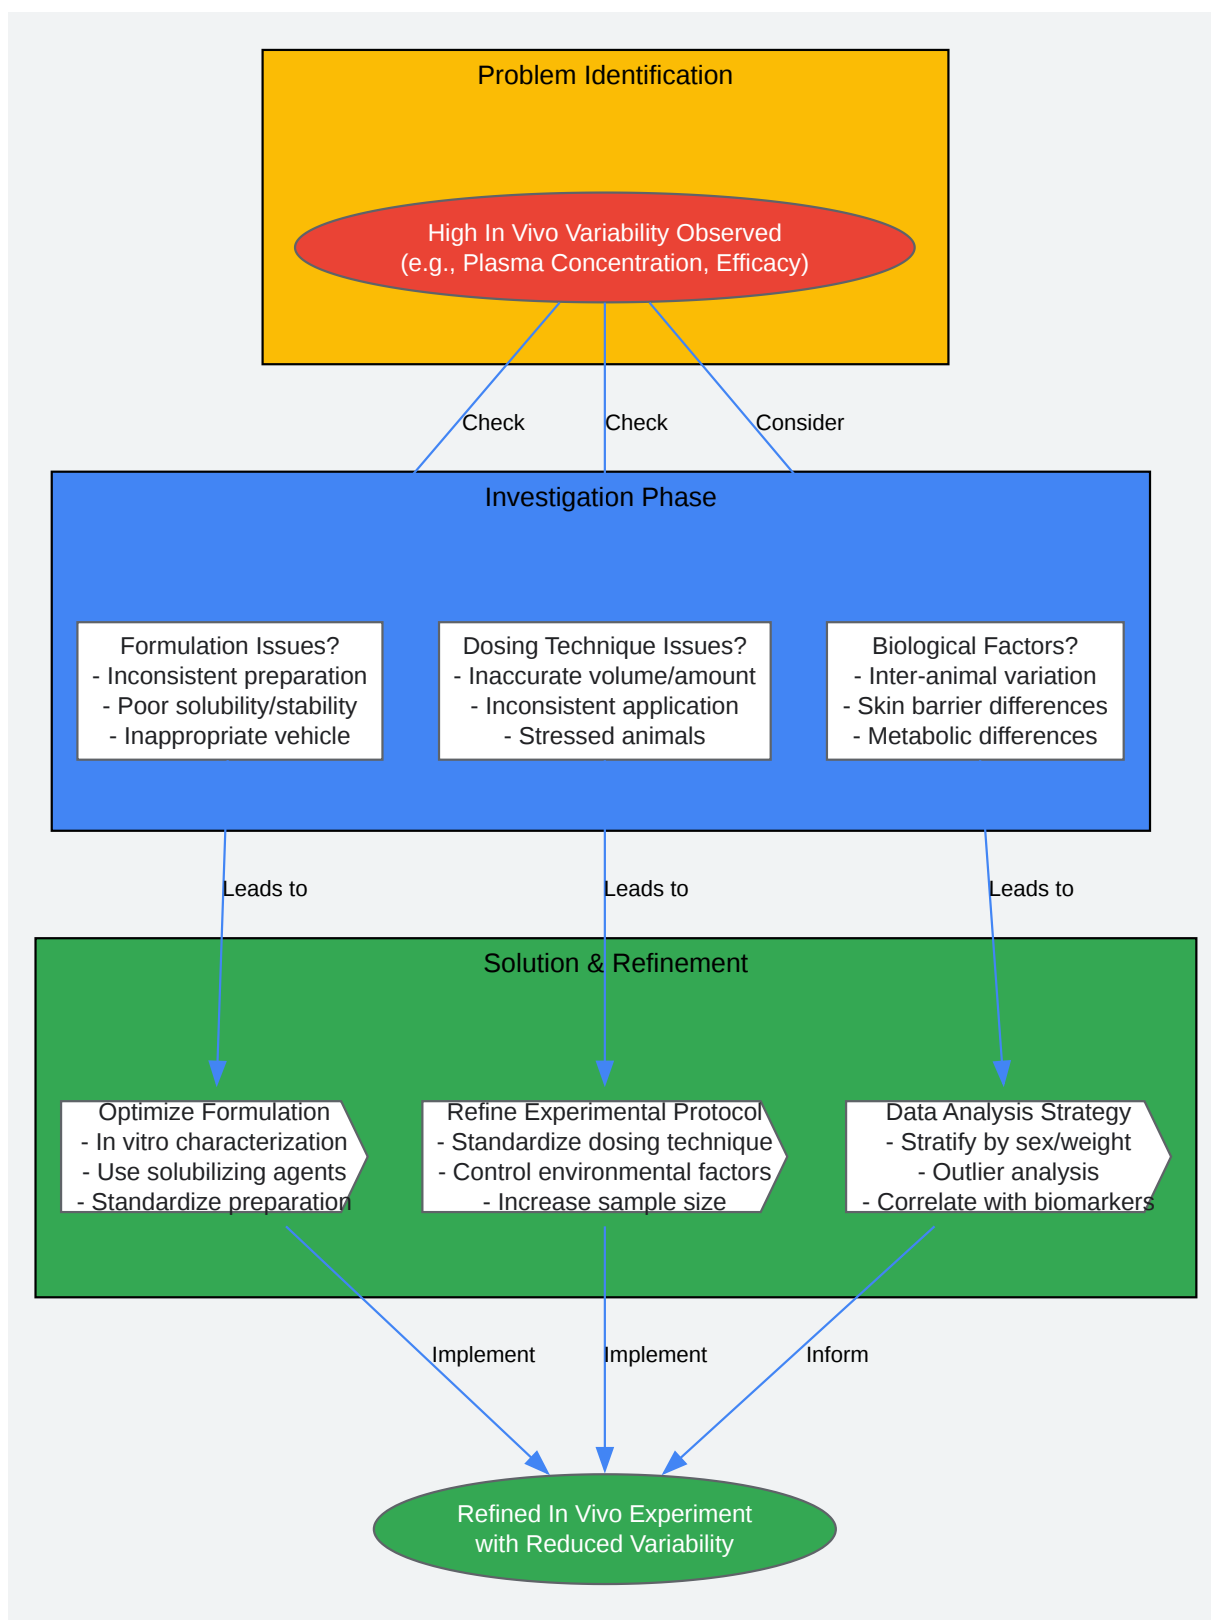 Problem Identification
High In Vivo Variability Observed
(e.g., Plasma Concentration, Efficacy)
Check
Check
Consider
Investigation Phase
Formulation Issues?
- Inconsistent preparation
- Poor solubility/stability
- Inappropriate vehicle
Dosing Technique Issues?
- Inaccurate volume/amount
- Inconsistent application
- Stressed animals
Biological Factors?
- Inter-animal variation
- Skin barrier differences
- Metabolic differences
Leads to
Leads to
Leads to
Solution & Refinement
Optimize Formulation
- In vitro characterization
- Use solubilizing agents
- Standardize preparation
Refine Experimental Protocol
- Standardize dosing technique
- Control environmental factors
- Increase sample size
Data Analysis Strategy
- Stratify by sex/weight
- Outlier analysis
- Correlate with biomarkers
Implement
Implement
Inform
Refined In Vivo Experiment
with Reduced Variability